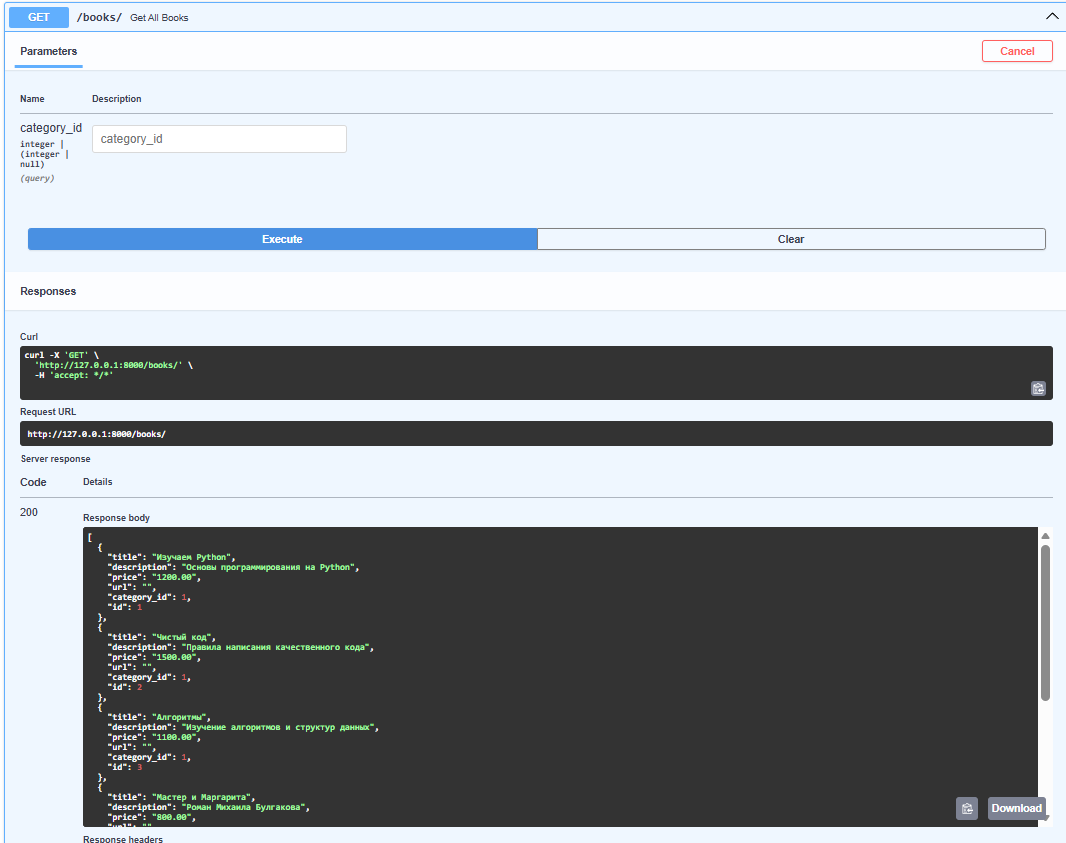 GET /books/ Get All Books
Parameters
Cancel
Name Description
category_id
integer |
(integer |
null)
(query)
category_id
Execute Clear
Responses
Curl
curl -X 'GET' \
'http://127.0.0.1:8000/books/' \
-H 'accept: */*'
Request URL
http://127.0.0.1:8000/books/
Server response
Code Details
200
Response body
[
{
"title": "Изучаем Python",
"description": "Основы программирования на Python",
"price": "1200.00",
"url": "",
"category_id": 1,
"id": 1
},
{
"title": "Чистый код",
"description": "Правила написания качественного кода",
"price": "1500.00",
"url": "",
"category_id": 1,
"id": 2
},
{
"title": "Алгоритмы",
"description": "Изучение алгоритмов и структур данных",
"price": "1100.00",
"url": "",
"category_id": 1,
"id": 3
},
{
"title": "Мастер и Маргарита",
"description": "Роман Михаила Булгакова",
"price": "800.00",
"url": ""
Download
Response headers